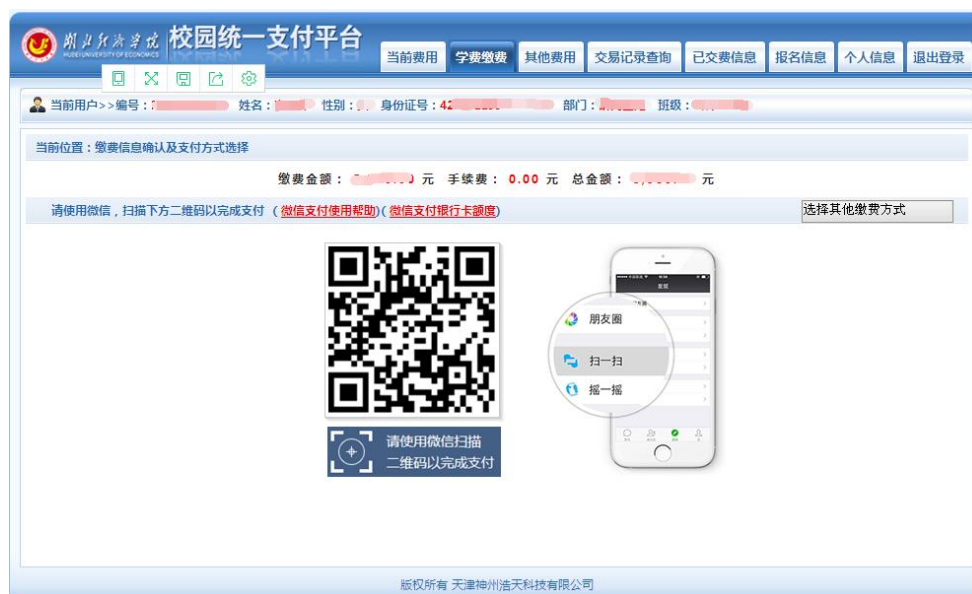 湖北经济学院 校园统一支付平台
HUBEI UNIVERSITY OF ECONOMICS
当前费用 学费缴费 其他费用 交易记录查询 已交费信息 报名信息 个人信息 退出登录
当前用户>>编号: 姓名: 性别: 身份证号:4 部门: 班级:
当前位置:缴费信息确认及支付方式选择
缴费金额: 元 手续费: 0.00 元 总金额: 元
请使用微信,扫描下方二维码以完成支付 (微信支付使用帮助)(微信支付银行卡额度)
选择其他缴费方式
发现
朋友圈
扫一扫
摇一摇
请使用微信扫描
二维码以完成支付
版权所有 天津神州浩天科技有限公司